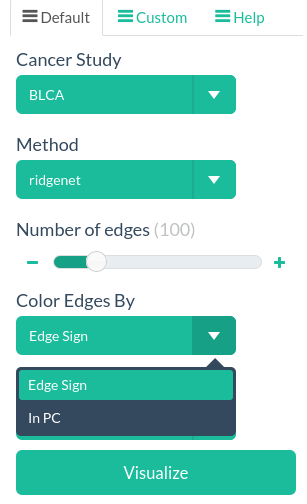 Default Custom Help
Cancer Study
BLCA
Method
ridgenet
Number of edges (100)
Color Edges By
Edge Sign
Edge Sign
In PC
Visualize